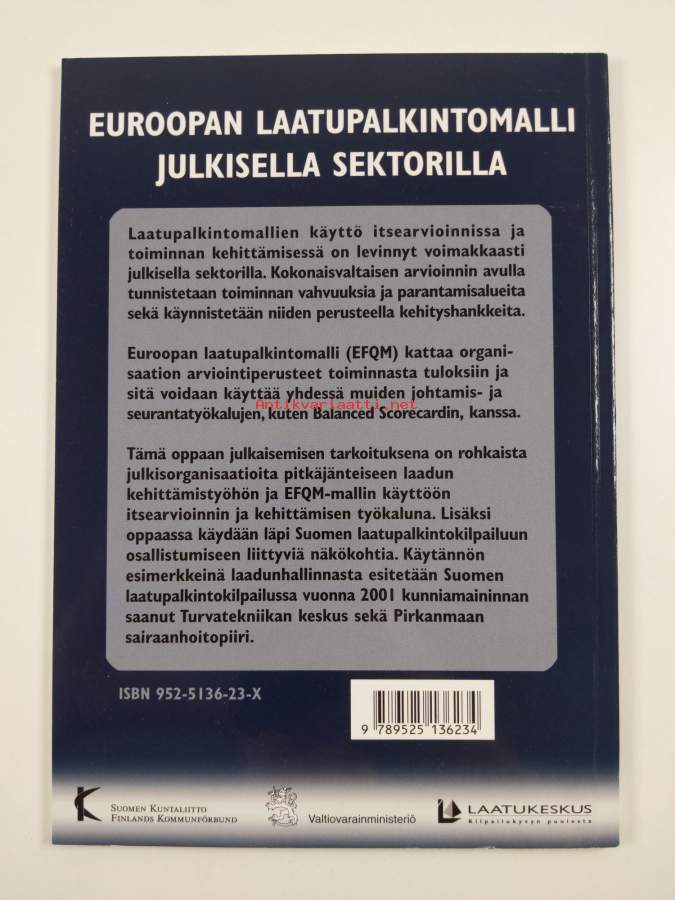 EUROOPAN LAATUPALKINTOMALLI
JULKISELLA SEKTORILLA
Laatupalkintomallien käyttö itsearvioinnissa ja
toiminnan kehittämisessä on levinnyt voimakkaasti
julkisella sektorilla. Kokonaisvaltaisen arvioinnin avulla
tunnistetaan toiminnan vahvuuksia ja parantamisalueita
sekä käynnistetään niiden perusteella kehityshankkeita.
Euroopan laatupalkintomalli (EFQM) kattaa organi-
saation arviointiperusteet toiminnasta tuloksiin ja
sitä voidaan käyttää yhdessä muiden johtamis- ja
Antikvariaatti.net
seurantatyökalujen, kuten Balanced Scorecardin, kanssa.
Tämä oppaan julkaisemisen tarkoituksena on rohkaista
julkisorganisaatioita pitkäjänteiseen laadun
kehittämistyöhön ja EFQM-mallin käyttöön
itsearvioinnin ja kehittämisen työkaluna. Lisäksi
oppaassa käydään läpi Suomen laatupalkintokilpailuun
osallistumiseen liittyviä näkökohtia. Käytännön
esimerkkeinä laadunhallinnasta esitetään Suomen
laatupalkintokilpailussa vuonna 2001 kunniamaininnan
saanut Turvatekniikan keskus sekä Pirkanmaan
sairaanhoitopiiri.
ISBN 952-5136-23-X
9 789525 136234
SUOMEN KUNTALIITTO
FINLANDS KOMMUNFÖRBUND
Valtiovarainministeriö
LAATUKESKUS
Kilpailukyvyn puolesta